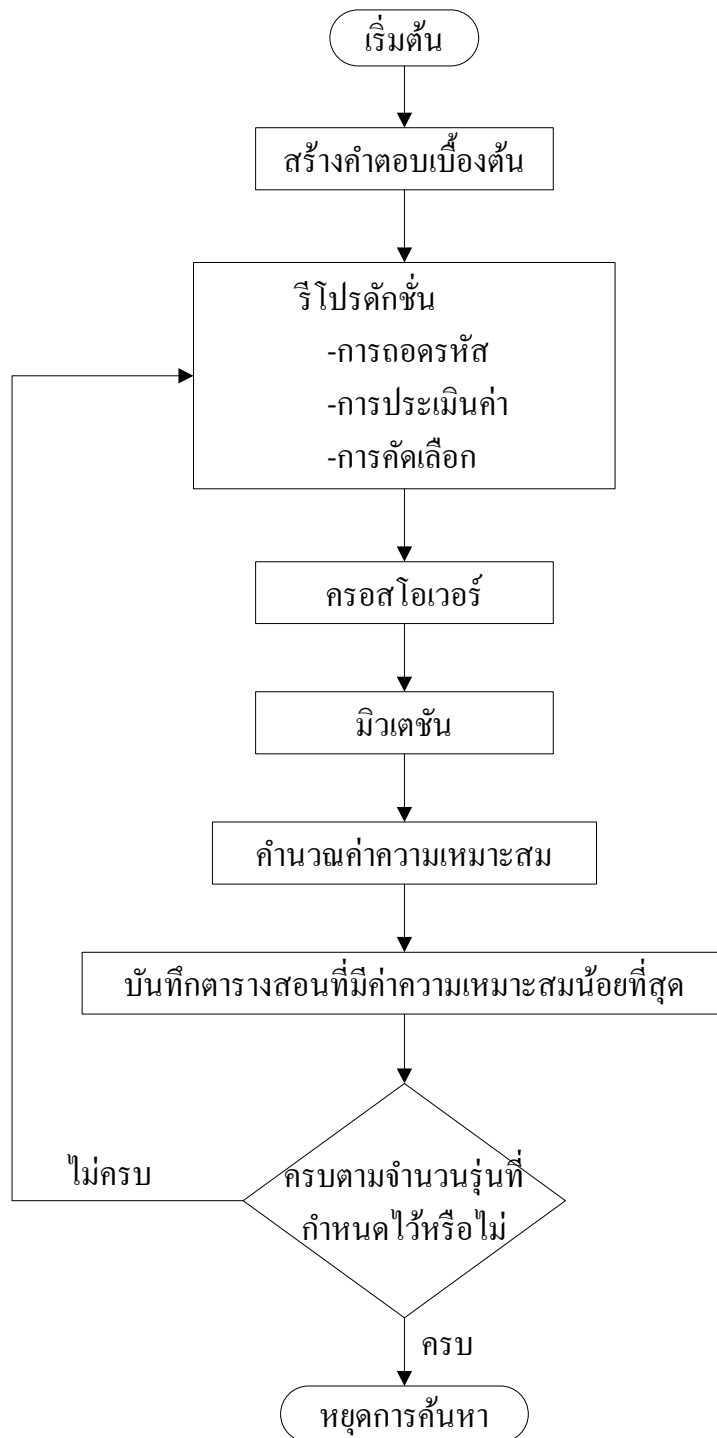 เริ่มต้น
สร้างคำตอบเบื้องต้น
รีโปรดักชั่น
-การถอดรหัส
-การประเมินค่า
-การคัดเลือก
ครอสโอเวอร์
มิวเตชัน
คำนวณค่าความเหมาะสม
บันทึกตารางสอนที่มีค่าความเหมาะสมน้อยที่สุด
ไม่ครบ
ครบตามจำนวนรุ่นที่
กำหนดไว้หรือไม่
ครบ
หยุดการค้นหา